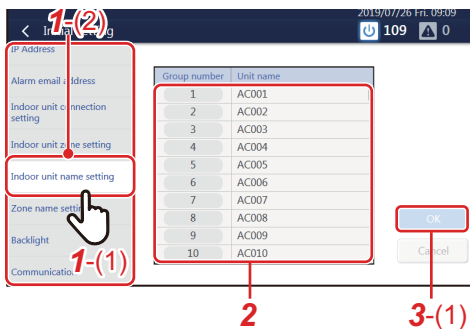 2019/07/26 Fri. 09:09
1-(2)
109 0
IP Address
Alarm email address
Indoor unit connection
setting
Indoor unit zone setting
Indoor unit name setting
Zone name setting
Backlight
Communication
1-(1)
Group number Unit name
1 AC001
2 AC002
3 AC003
4 AC004
5 AC005
6 AC006
7 AC007
8 AC008
9 AC009
10 AC010
OK
Cancel
2
3-(1)